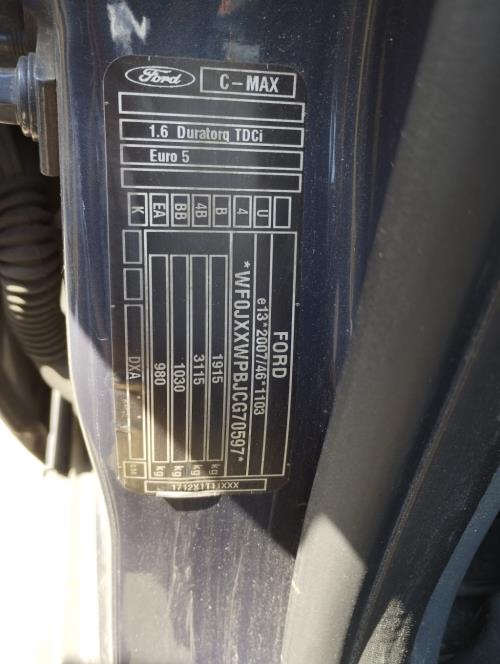 Ford
C-MAX
1.6 Duratorq TDCi
Euro 5
K EA BB 4B B 4 U
FORD
e13*2007/46*1103
*WF0JXXWPBJCG70597*
1915 kg
3115 kg
1030 kg
980 kg
DXA